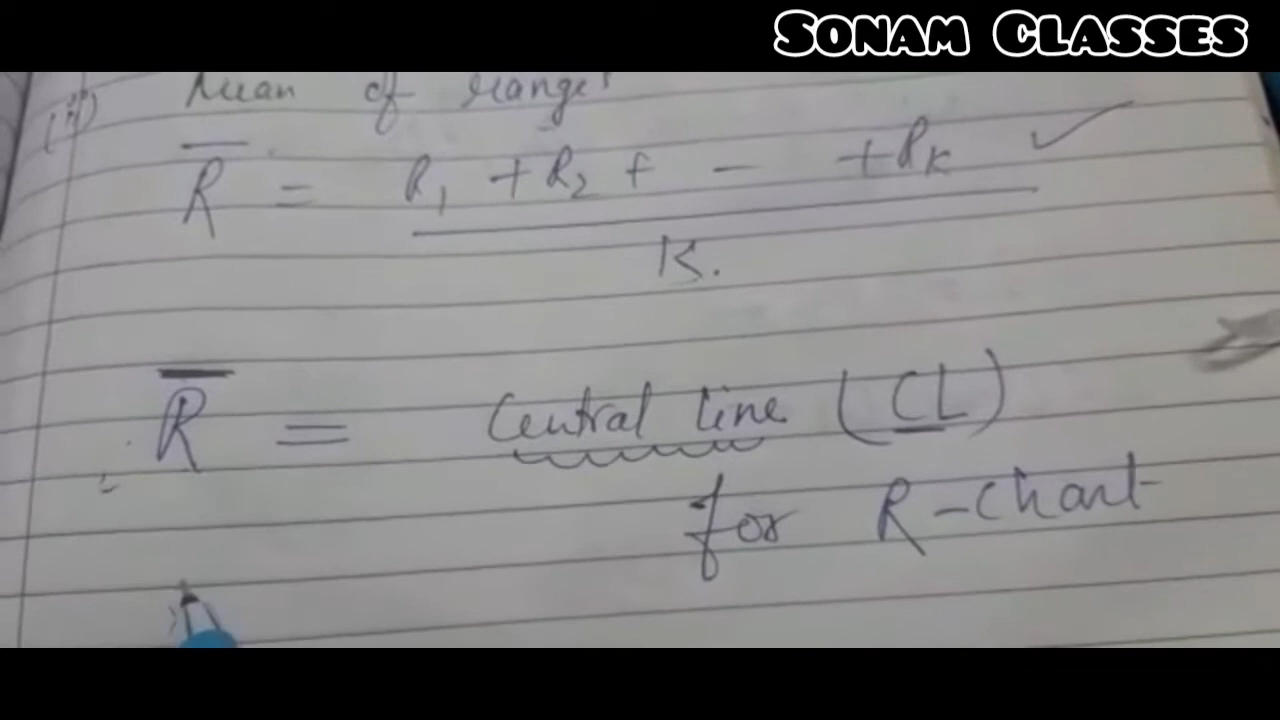 SONAM CLASSES
(ii) Mean of range
R̅ = R₁ + R₂ + - +Rₖ
K.
R̅ = Central line (CL)
for R-chart